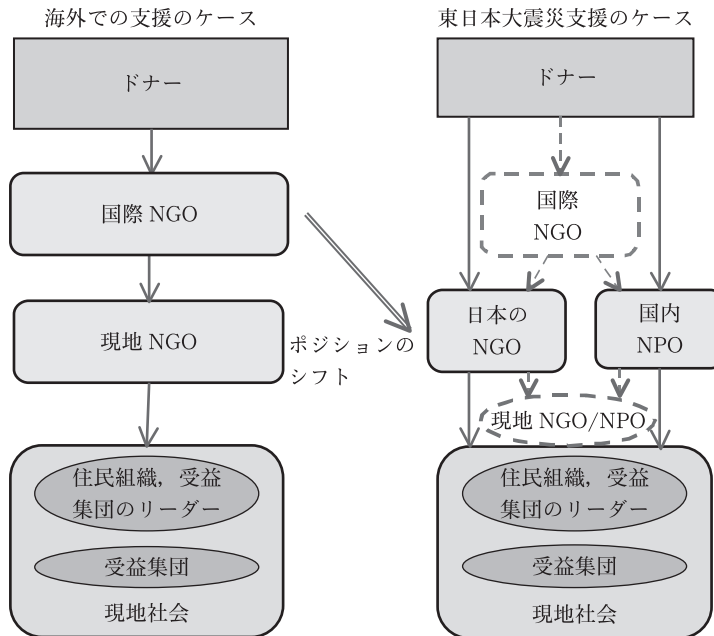 海外での支援のケース
ドナー
国際 NGO
現地 NGO
住民組織，受益
集団のリーダー
受益集団
現地社会
ポジションの
シフト
東日本大震災支援のケース
ドナー
国際
NGO
日本の
NGO
国内
NPO
現地 NGO/NPO
住民組織，受益
集団のリーダー
受益集団
現地社会